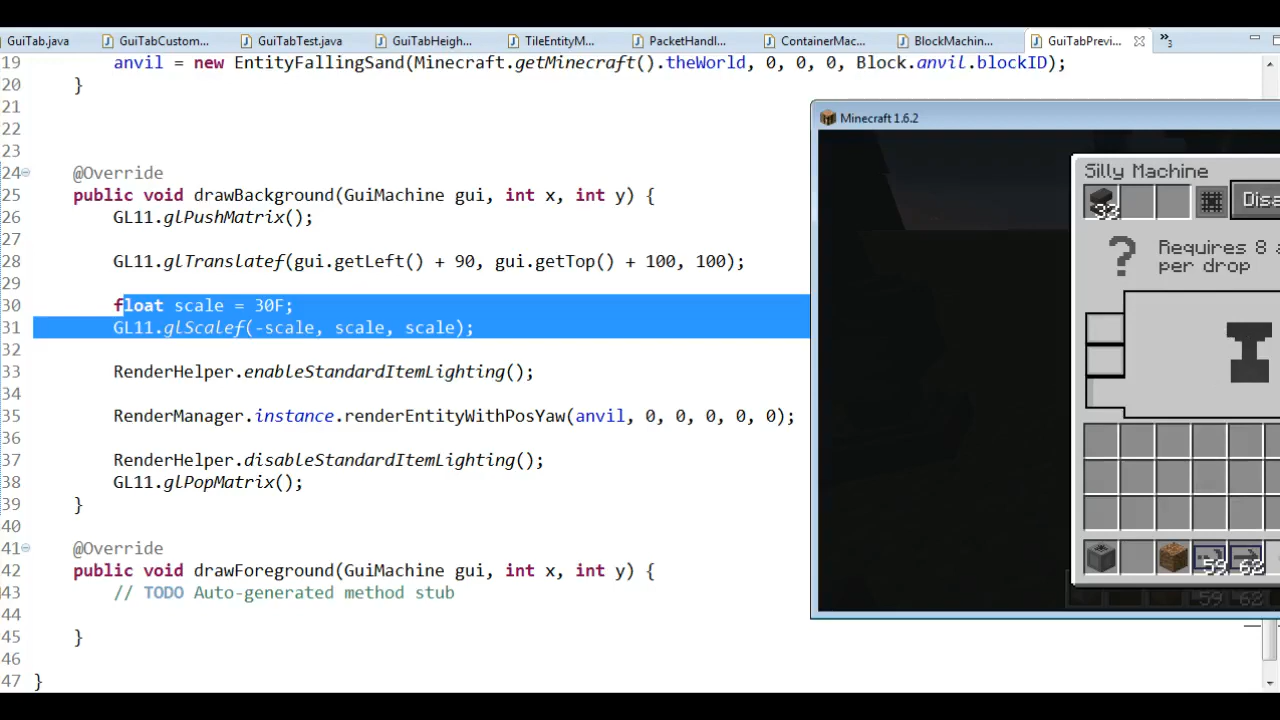 GuiTab.java GuiTabCustom... GuiTabTest.java GuiTabHeigh... TileEntityM... PacketHandl... ContainerMac... BlockMachin... GuiTabPrevi... »3
19 anvil = new EntityFallingSand(Minecraft.getMinecraft().theWorld, 0, 0, 0, Block.anvil.blockID);
20 }
21
22
23
24 @Override
25 public void drawBackground(GuiMachine gui, int x, int y) {
26 GL11.glPushMatrix();
27
28 GL11.glTranslatef(gui.getLeft() + 90, gui.getTop() + 100, 100);
29
30 float scale = 30F;
31 GL11.glScalef(-scale, scale, scale);
32
33 RenderHelper.enableStandardItemLighting();
34
35 RenderManager.instance.renderEntityWithPosYaw(anvil, 0, 0, 0, 0, 0);
36
37 RenderHelper.disableStandardItemLighting();
38 GL11.glPopMatrix();
39 }
40
41 @Override
42 public void drawForeground(GuiMachine gui, int x, int y) {
43 // TODO Auto-generated method stub
44
45 }
46
47 }
Minecraft 1.6.2
Silly Machine
Disa
Requires 8 a
per drop
59 62
59 62